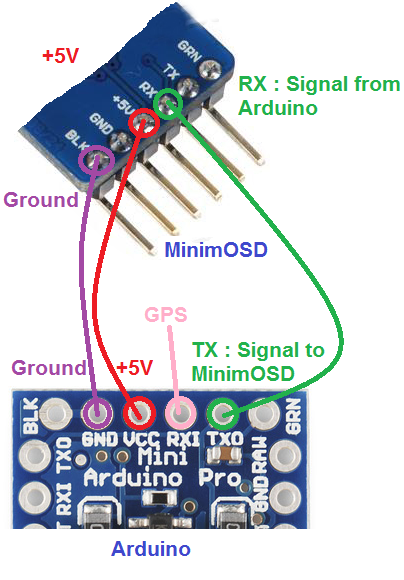 +5V
GRN
TX
RX
+5V
GND
BLK
RX : Signal from
Arduino
Ground
MinimOSD
GPS
TX : Signal to
MinimOSD
Ground
+5V
BLK
GND VCC RXI TXO
GRN
TXO
RXI
Mini
Arduino Pro
RAW
GND
T
Arduino